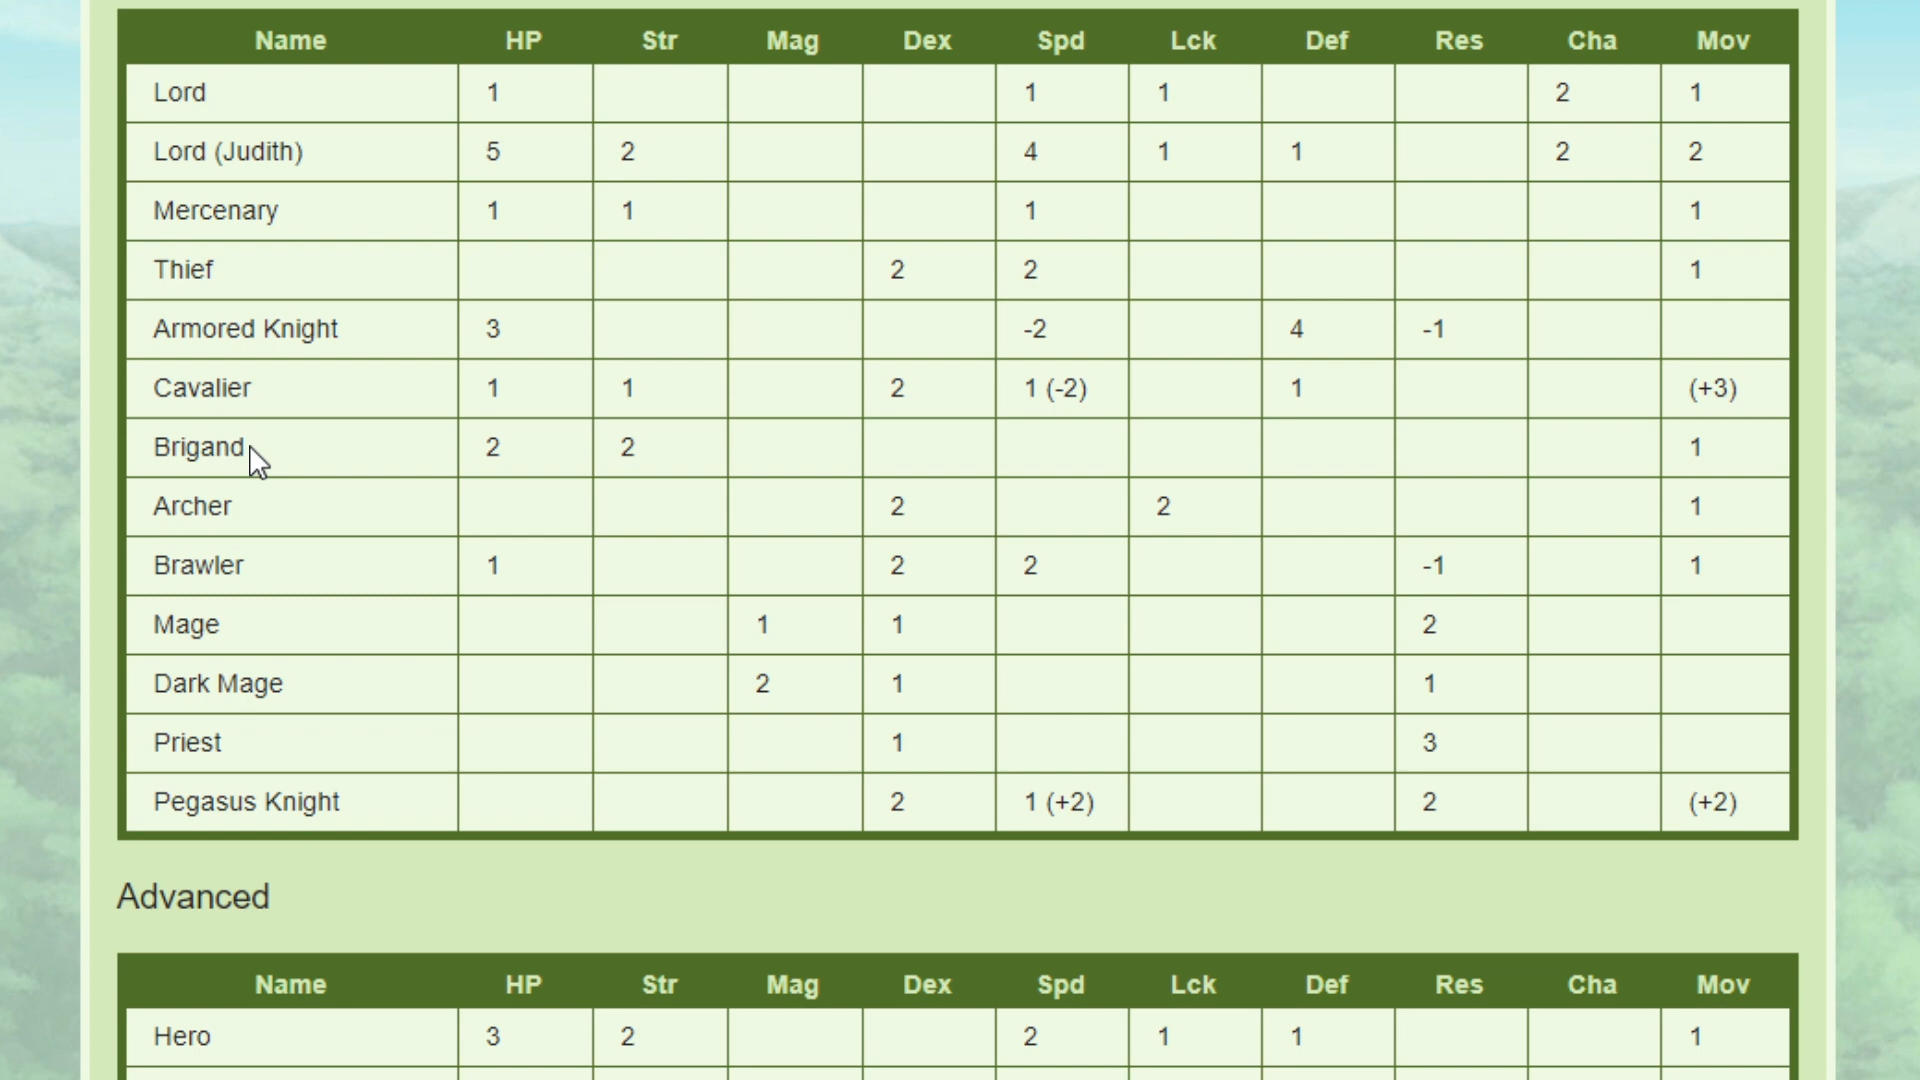 Name HP Str Mag Dex Spd Lck Def Res Cha Mov
Lord 1 1 1 2 1
Lord (Judith) 5 2 4 1 1 2 2
Mercenary 1 1 1 1
Thief 2 2 1
Armored Knight 3 -2 4 -1
Cavalier 1 1 2 1 (-2) 1 (+3)
Brigand 2 2 1
Archer 2 2 1
Brawler 1 2 2 -1 1
Mage 1 1 2
Dark Mage 2 1 1
Priest 1 3
Pegasus Knight 2 1 (+2) 2 (+2)
Advanced
Name HP Str Mag Dex Spd Lck Def Res Cha Mov
Hero 3 2 2 1 1 1